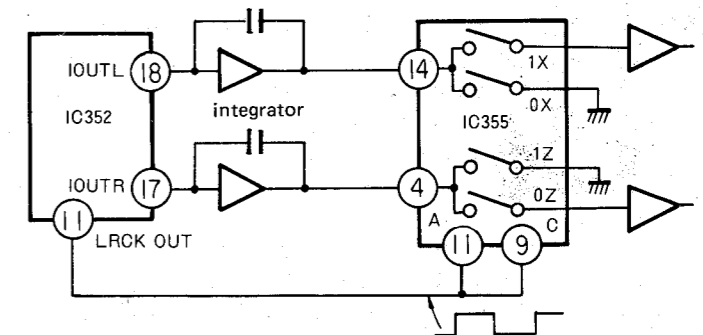 IOUTL
18
IC352
integrator
IOUTR
17
11
LRCK OUT
14
1X
0X
IC355
4
1Z
0Z
A
11
9
C